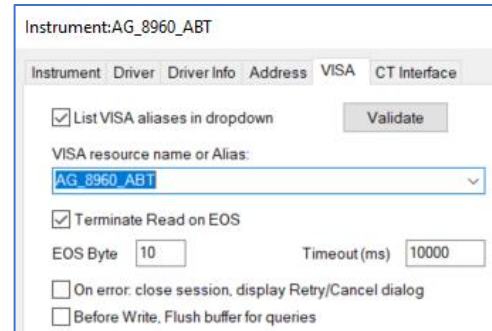 Instrument:AG_8960_ABT
Instrument Driver Driver Info Address VISA CT Interface
List VISA aliases in dropdown Validate
VISA resource name or Alias:
AG_8960_ABT
Terminate Read on EOS
EOS Byte 10 Timeout (ms) 10000
On error: close session, display Retry/Cancel dialog
Before Write, Flush buffer for queries